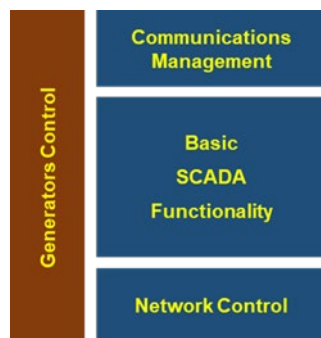 Generators Control
Communications
Management
Basic
SCADA
Functionality
Network Control